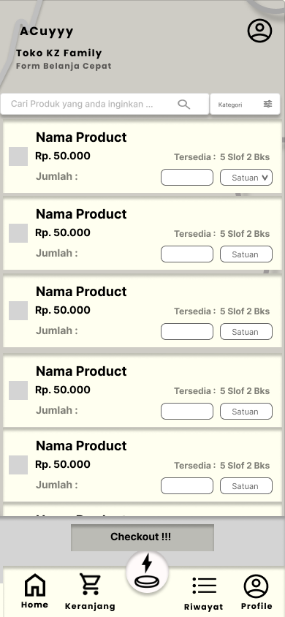 ACuyyy
Toko KZ Family
Form Belanja Cepat
Cari Produk yang anda inginkan ...
Kategori
Nama Product
Rp. 50.000
Tersedia : 5 Slof 2 Bks
Jumlah :
Satuan
Nama Product
Rp. 50.000
Tersedia : 5 Slof 2 Bks
Jumlah :
Satuan
Nama Product
Rp. 50.000
Tersedia : 5 Slof 2 Bks
Jumlah :
Satuan
Nama Product
Rp. 50.000
Tersedia : 5 Slof 2 Bks
Jumlah :
Satuan
Nama Product
Rp. 50.000
Tersedia : 5 Slof 2 Bks
Jumlah :
Satuan
Checkout !!!
Home
Keranjang
Riwayat
Profile